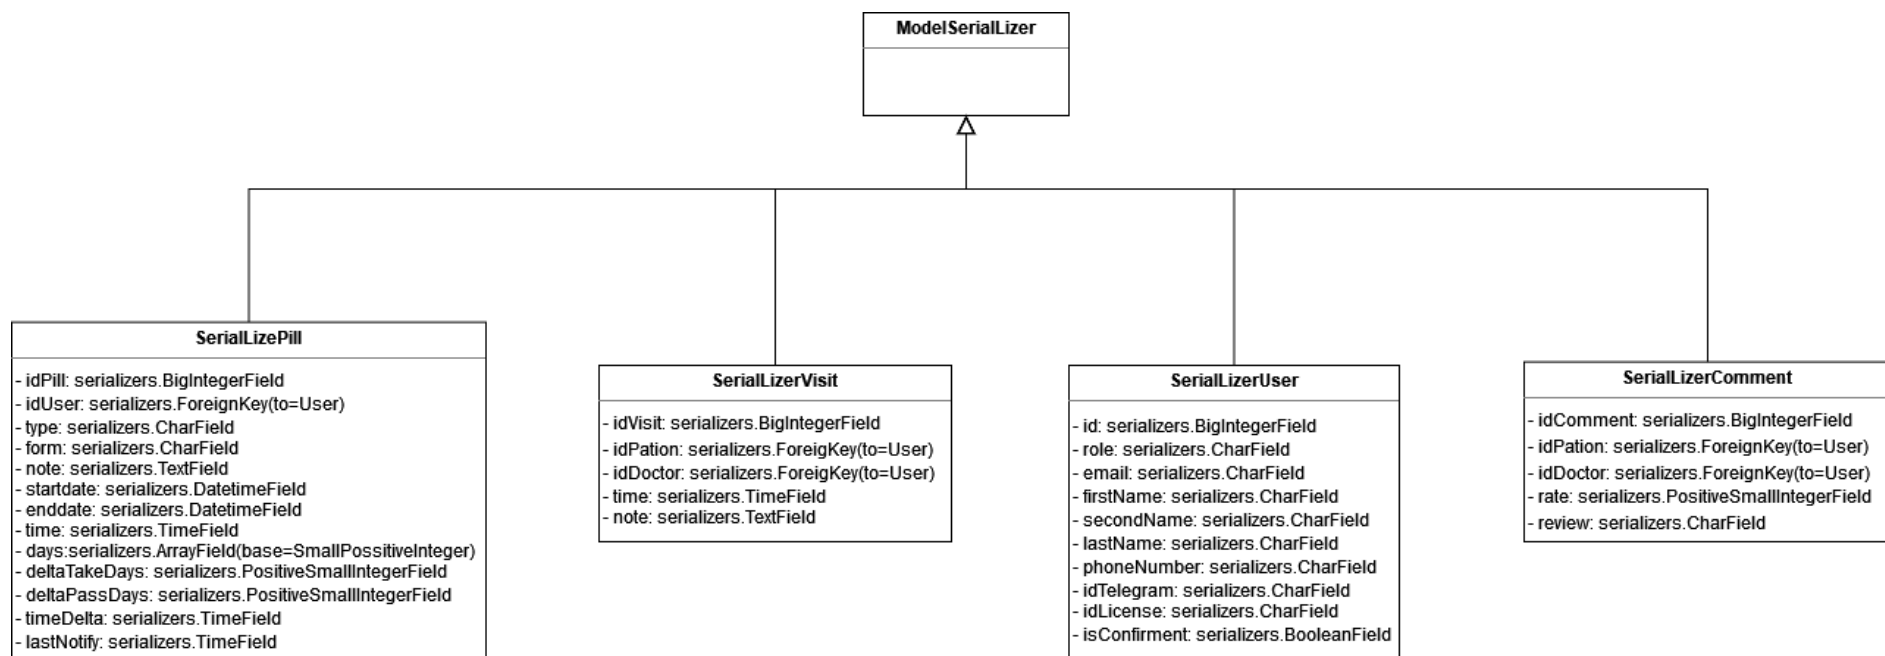 ModelSerialLizer
SerialLizePill
- idPill: serializers.BigIntegerField
- idUser: serializers.ForeignKey(to=User)
- type: serializers.CharField
- form: serializers.CharField
- note: serializers.TextField
- startdate: serializers.DatetimeField
- enddate: serializers.DatetimeField
- time: serializers.TimeField
- days:serializers.ArrayField(base=SmallPossitiveInteger)
- deltaTakeDays: serializers.PositiveSmallIntegerField
- deltaPassDays: serializers.PositiveSmallIntegerField
- timeDelta: serializers.TimeField
- lastNotify: serializers.TimeField
SerialLizerVisit
- idVisit: serializers.BigIntegerField
- idPation: serializers.ForeigKey(to=User)
- idDoctor: serializers.ForeigKey(to=User)
- time: serializers.TimeField
- note: serializers.TextField
SerialLizerUser
- id: serializers.BigIntegerField
- role: serializers.CharField
- email: serializers.CharField
- firstName: serializers.CharField
- secondName: serializers.CharField
- lastName: serializers.CharField
- phoneNumber: serializers.CharField
- idTelegram: serializers.CharField
- idLicense: serializers.CharField
- isConfirment: serializers.BooleanField
SerialLizerComment
- idComment: serializers.BigIntegerField
- idPation: serializers.ForeignKey(to=User)
- idDoctor: serializers.ForeignKey(to=User)
- rate: serializers.PositiveSmallIntegerField
- review: serializers.CharField